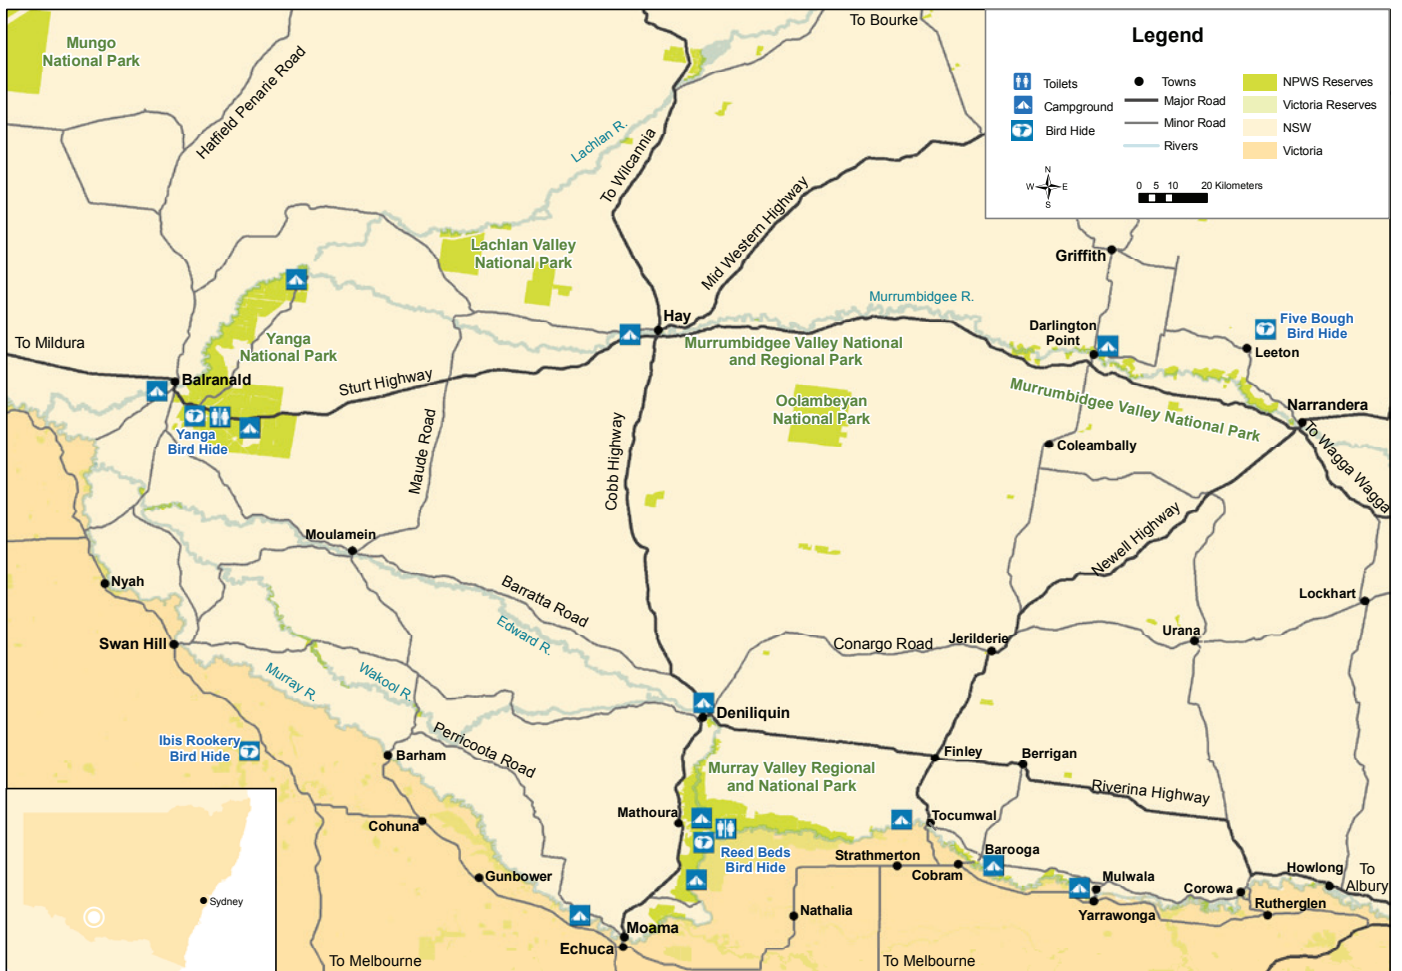 To Bourke
Mungo
National Park
Hatfield Penarie Road
Lachlan R.
To Wilcannia
Mid Western Highway
Legend
Toilets
Campground
Bird Hide
Towns
Major Road
Minor Road
Rivers
NPWS Reserves
Victoria Reserves
NSW
Victoria
N
W
E
S
0 5 10 20 Kilometers
Lachlan Valley
National Park
Griffith
Murrumbidgee R.
Hay
Five Bough
Bird Hide
Darlington
Point
Leeton
To Mildura
Yanga
National Park
Murrumbidgee Valley National
and Regional Park
Balranald
Sturt Highway
Oolambeyan
National Park
Murrumbidgee Valley National Park
Narrandera
To Wagga Wagga
Yanga
Bird Hide
Maude Road
Cobb Highway
Coleambally
Newell Highway
Moulamein
Nyah
Barratta Road
Edward R.
Lockhart
Swan Hill
Conargo Road
Jerilderie
Urana
Murray R.
Wakool R.
Deniliquin
Perricoota Road
Ibis Rookery
Bird Hide
Barham
Finley
Berrigan
Murray Valley Regional
and National Park
Riverina Highway
Mathoura
Tocumwal
Cohuna
Reed Beds
Bird Hide
Strathmerton
Barooga
Cobram
Gunbower
Mulwala
Corowa
Howlong
To
Albury
Sydney
Nathalia
Yarrawonga
Rutherglen
Moama
Echuca
To Melbourne
To Melbourne